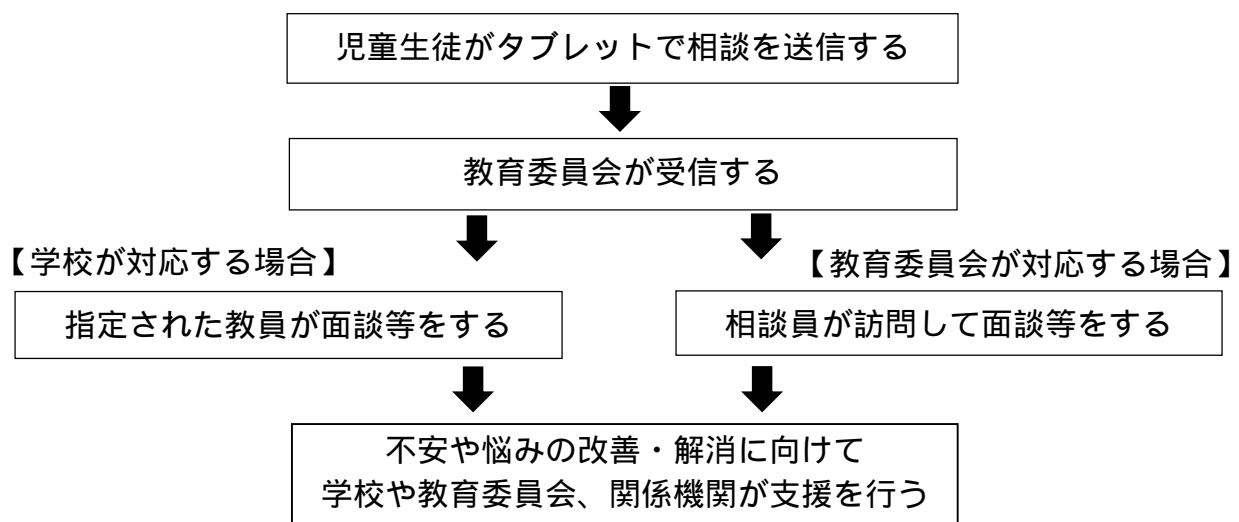 児童生徒がタブレットで相談を送信する
教育委員会が受信する
【学校が対応する場合】
【教育委員会が対応する場合】
指定された教員が面談等をする
相談員が訪問して面談等をする
不安や悩みの改善・解消に向けて
学校や教育委員会、関係機関が支援を行う